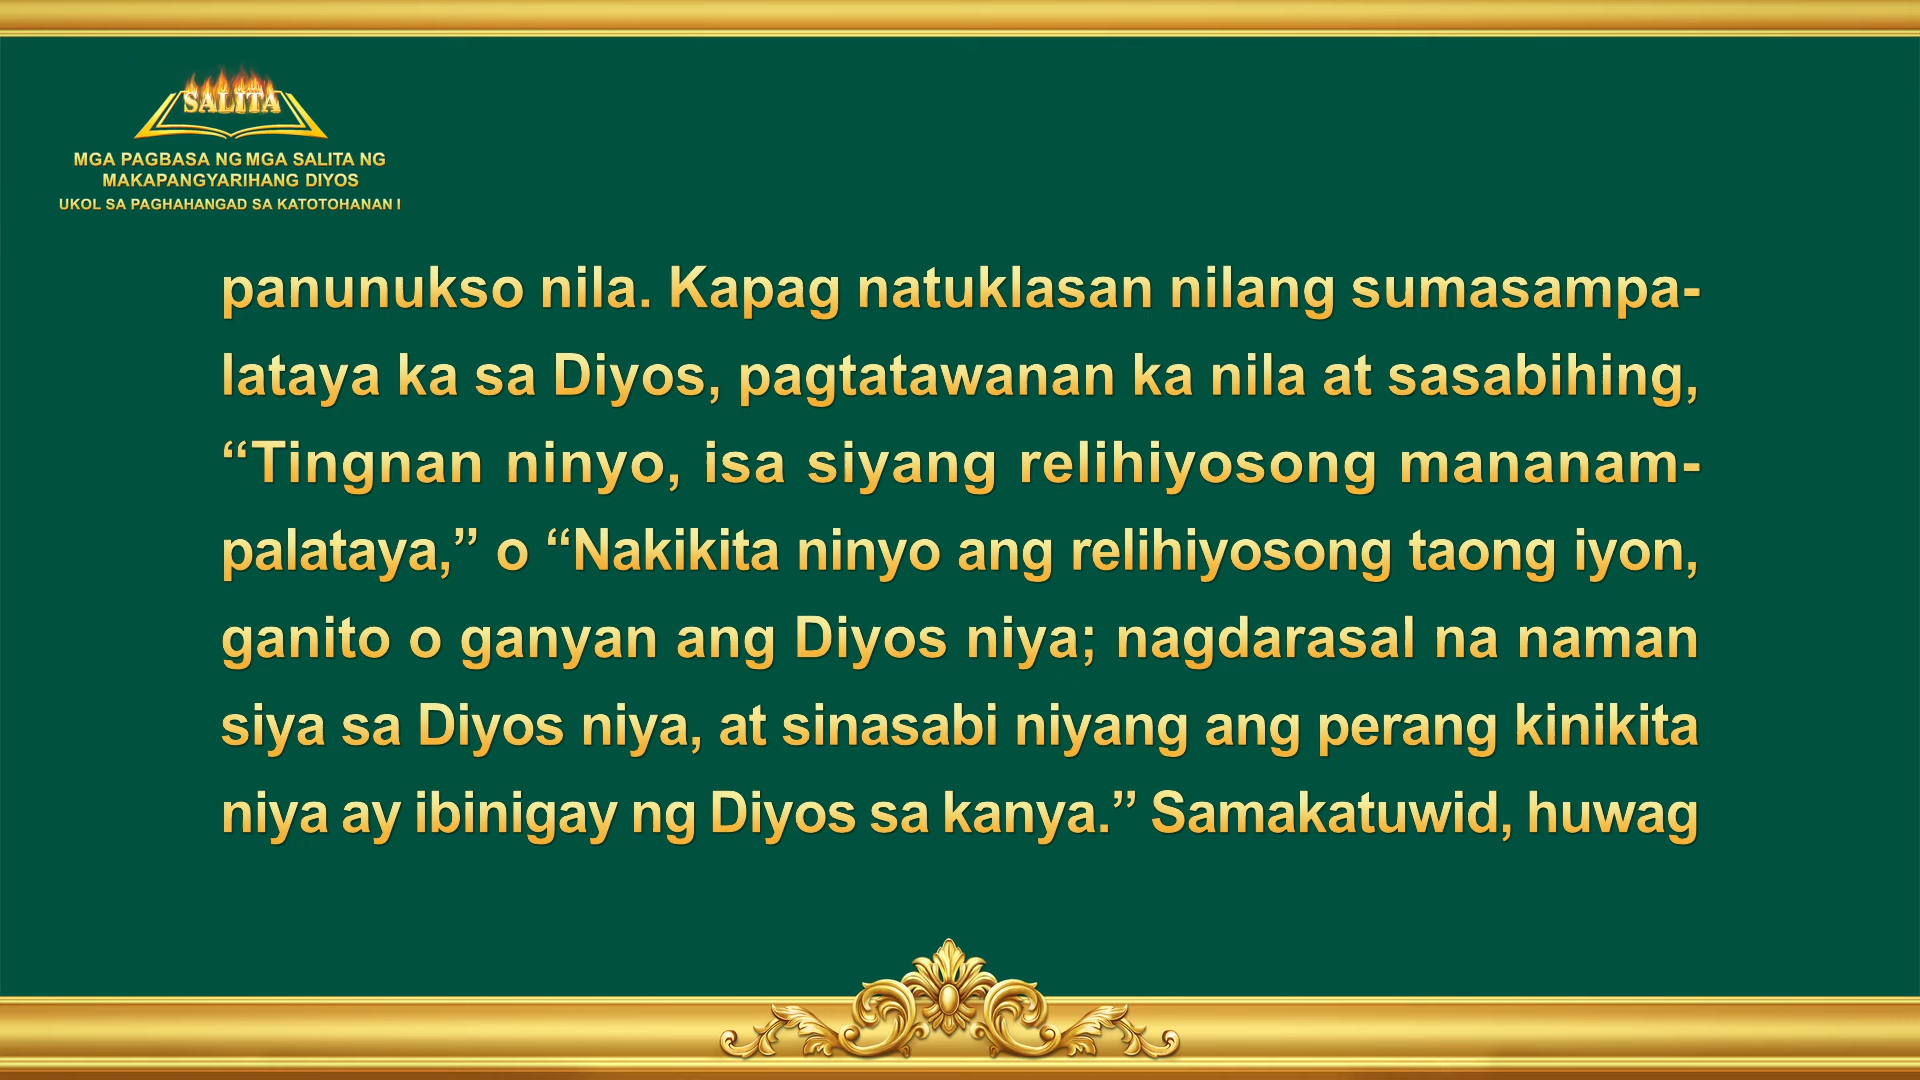 SALITA
MGA PAGBASA NG MGA SALITA NG
MAKAPANGYARIHANG DIYOS
UKOL SA PAGHAHANGAD SA KATOTOHANAN I
panunukso nila. Kapag natuklasan nilang sumasampa-
lataya ka sa Diyos, pagtatawanan ka nila at sasabihing,
“Tingnan ninyo, isa siyang relihiyosong mananam-
palataya,” o “Nakikita ninyo ang relihiyosong taong iyon,
ganito o ganyan ang Diyos niya; nagdarasal na naman
siya sa Diyos niya, at sinasabi niyang ang perang kinikita
niya ay ibinigay ng Diyos sa kanya.” Samakatuwid, huwag